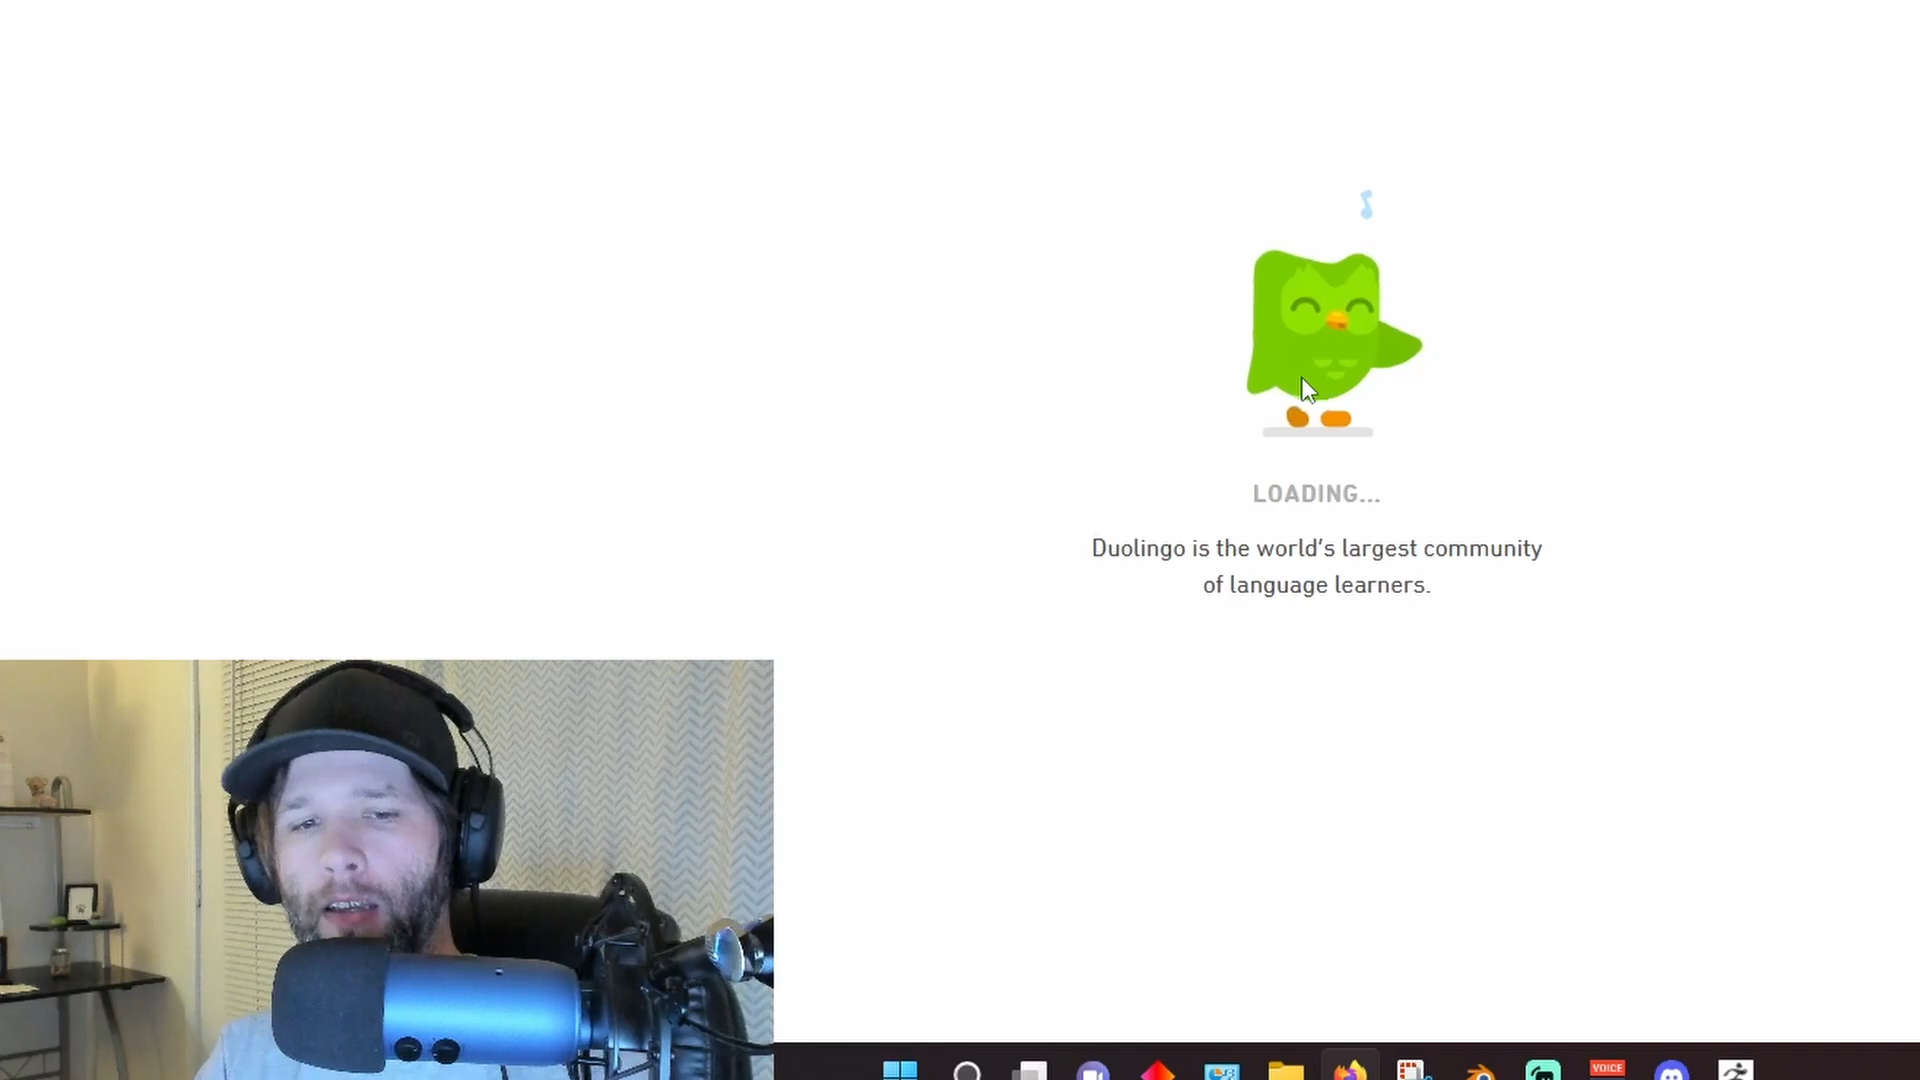 LOADING...
Duolingo is the world's largest community
of language learners.
VOICE